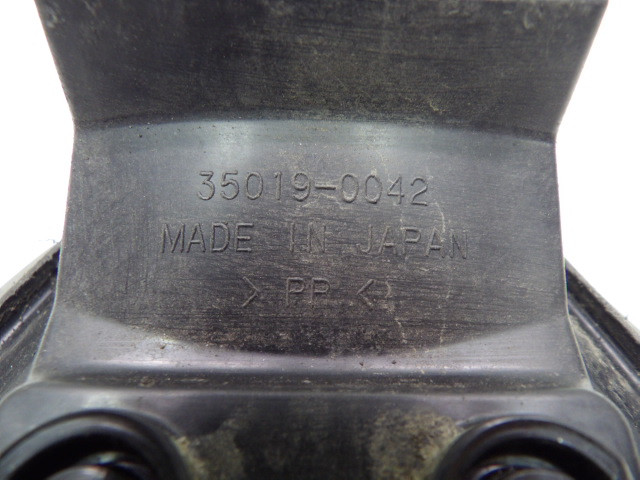 35019-0042
MADE IN JAPAN
> PP <